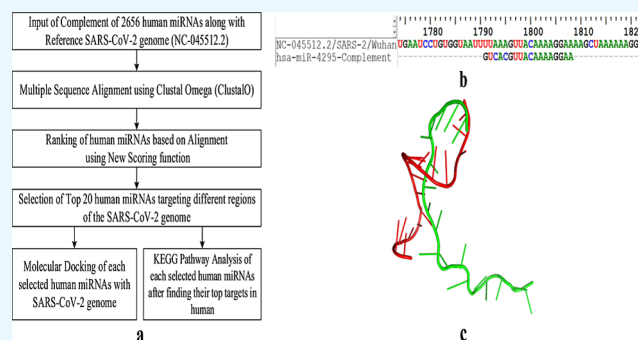 Input of Complement of 2656 human miRNAs along with
Reference SARS-CoV-2 genome (NC-045512.2)
Multiple Sequence Alignment using Clustal Omega (ClustalO)
Ranking of human miRNAs based on Alignment
using New Scoring function
Selection of Top 20 human miRNAs targeting different regions
of the SARS-CoV-2 genome
Molecular Docking of each
selected human miRNAs with
SARS-CoV-2 genome
KEGG Pathway Analysis of
each selected human miRNAs
after finding their top targets in
human
a
1780 1790 1800 1810 182
NC-045512.2/SARS-2/Wuhan UGAAUCCUGUGGUAAUUUUAAAGUUACAAAAGGAAAAGCUAAAAAAGG
hsa-miR-4295-Complement GUCACGUUACAAAAGGAA
b
c